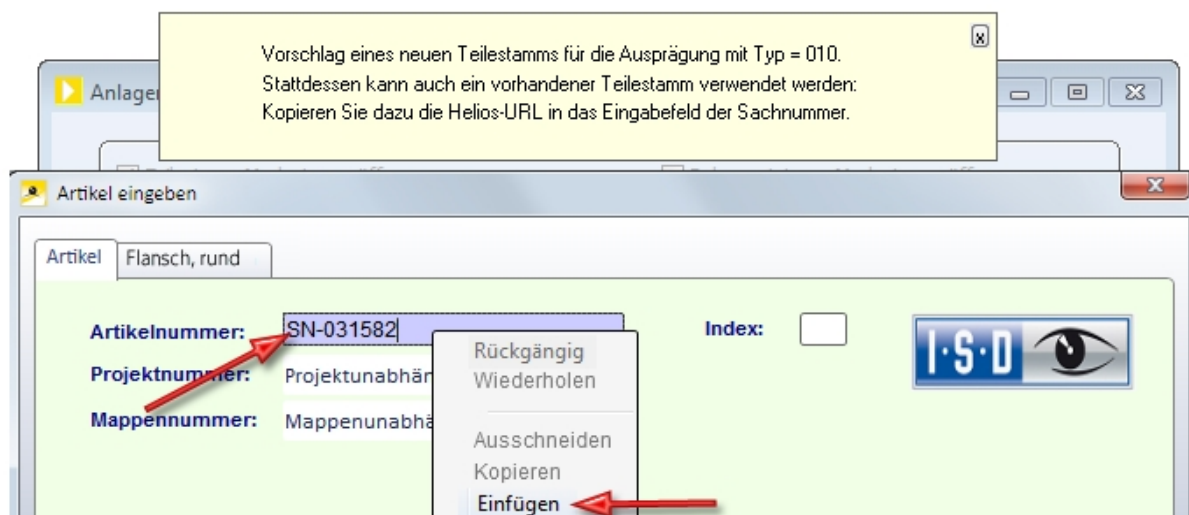 Vorschlag eines neuen Teilestamms für die Ausprägung mit Typ = 010.
Stattdessen kann auch ein vorhandener Teilestamm verwendet werden:
Kopieren Sie dazu die Helios-URL in das Eingabefeld der Sachnummer.
Anlagen
Artikel eingeben
Artikel
Flansch, rund
Artikelnummer: SN-031582 Index:
I·S·D
Projektnummer: Projektunabhän
Mappennummer: Mappenunabhä
Rückgängig
Wiederholen
Ausschneiden
Kopieren
Einfügen